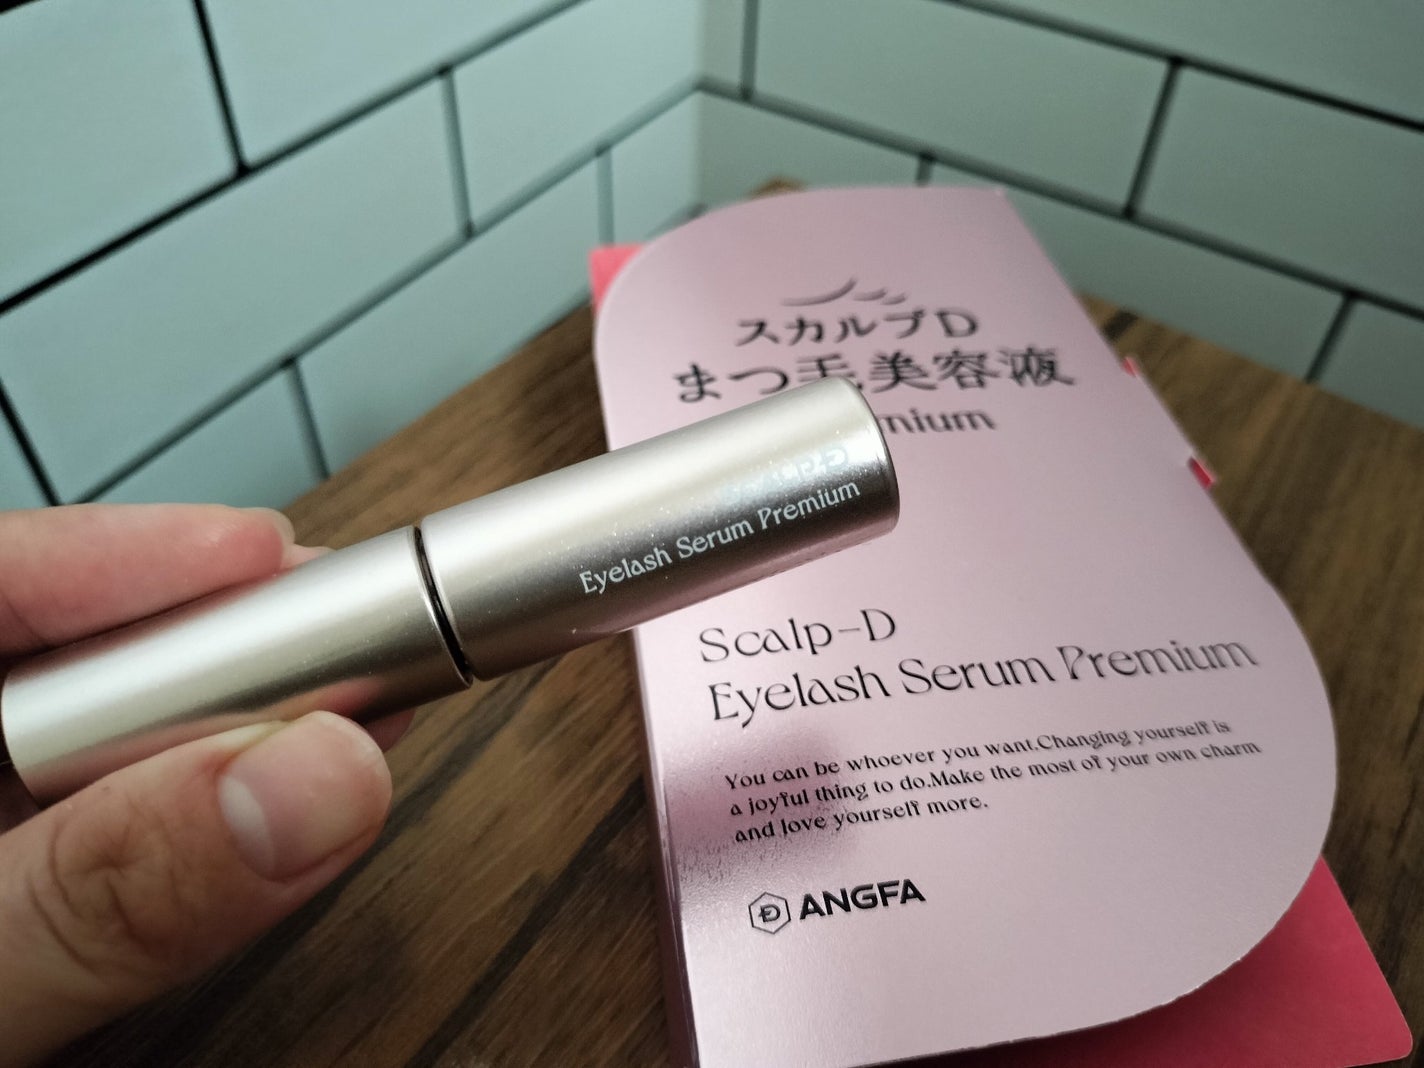 スカルプD
まつ毛美容液
Eyelash Serum Premium
Scalp-D
Eyelash Serum Premium
You can be whoever you want.Changing yourself is
a joyful thing to do.Make the most of your own charm
and love yourself more.
ANGFA